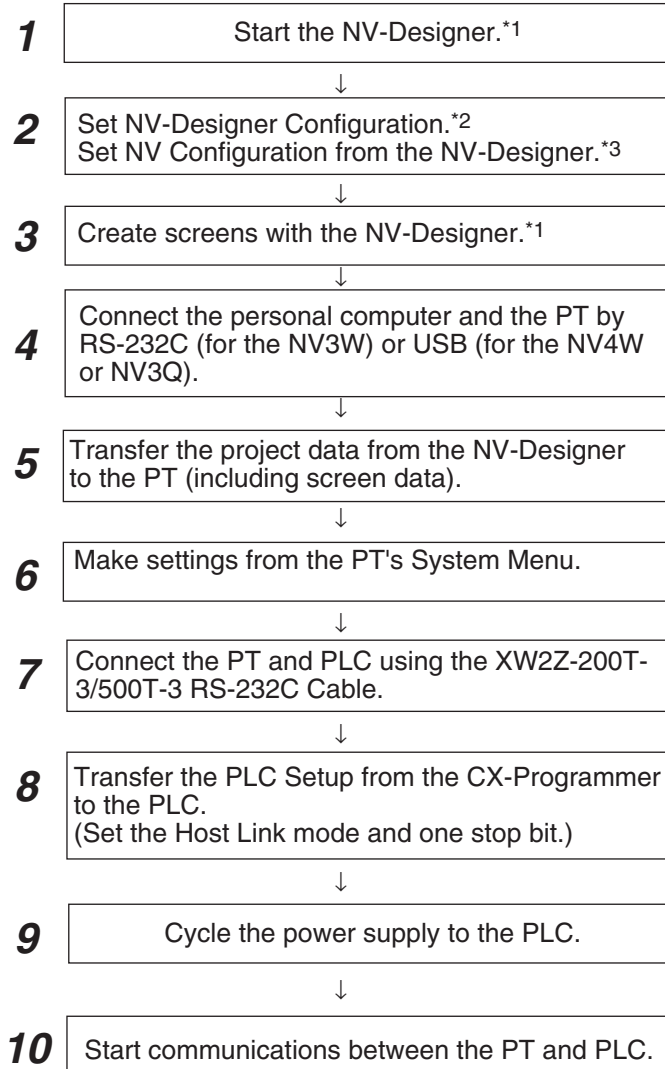 1 Start the NV-Designer.*1
↓
2 Set NV-Designer Configuration.*2
Set NV Configuration from the NV-Designer.*3
↓
3 Create screens with the NV-Designer.*1
↓
4 Connect the personal computer and the PT by
RS-232C (for the NV3W) or USB (for the NV4W
or NV3Q).
↓
5 Transfer the project data from the NV-Designer
to the PT (including screen data).
↓
6 Make settings from the PT's System Menu.
↓
7 Connect the PT and PLC using the XW2Z-200T-
3/500T-3 RS-232C Cable.
↓
8 Transfer the PLC Setup from the CX-Programmer
to the PLC.
(Set the Host Link mode and one stop bit.)
↓
9 Cycle the power supply to the PLC.
↓
10 Start communications between the PT and PLC.